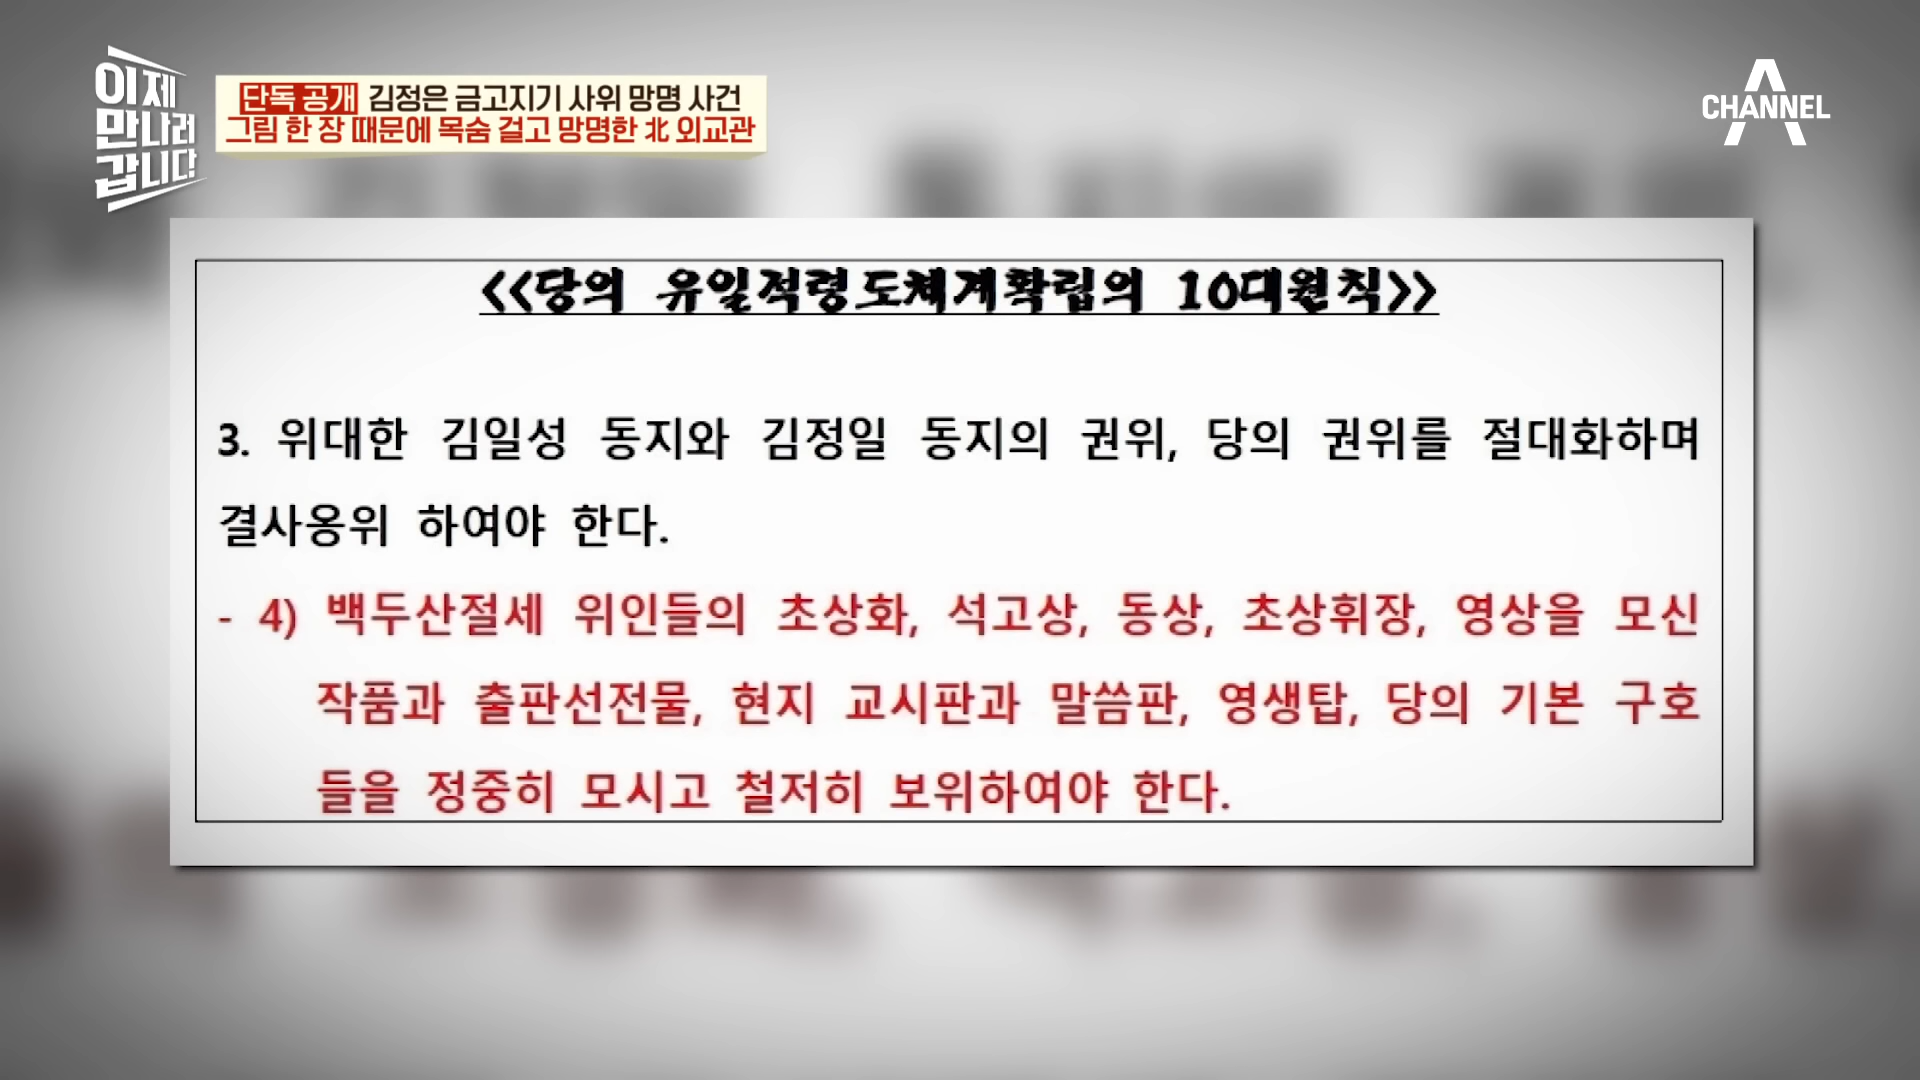 이제
만나러
갑니다
단독 공개 김정은 금고지기 사위 망명 사건
그림 한 장 때문에 목숨 걸고 망명한 北 외교관
CHANNEL A
<<당의 유일적령도체계확립의 10대원칙>>
3. 위대한 김일성 동지와 김정일 동지의 권위, 당의 권위를 절대화하며
결사옹위 하여야 한다.
- 4) 백두산절세 위인들의 초상화, 석고상, 동상, 초상휘장, 영상을 모신
작품과 출판선전물, 현지 교시판과 말씀판, 영생탑, 당의 기본 구호
들을 정중히 모시고 철저히 보위하여야 한다.